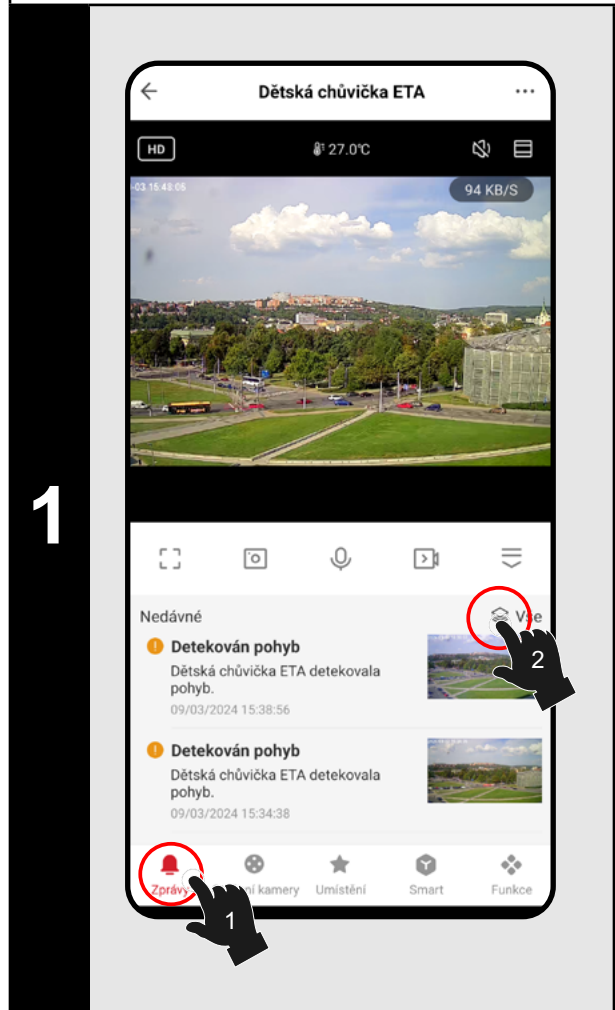 1
Dětská chůvička ETA
HD
27.0℃
-03 15:48:05
94 KB/S
Nedávné
Vše
Detekován pohyb
Dětská chůvička ETA detekovala
pohyb.
09/03/2024 15:38:56
2
Detekován pohyb
Dětská chůvička ETA detekovala
pohyb.
09/03/2024 15:34:38
Zprávy
kamery
Umístění
Smart
Funkce
1